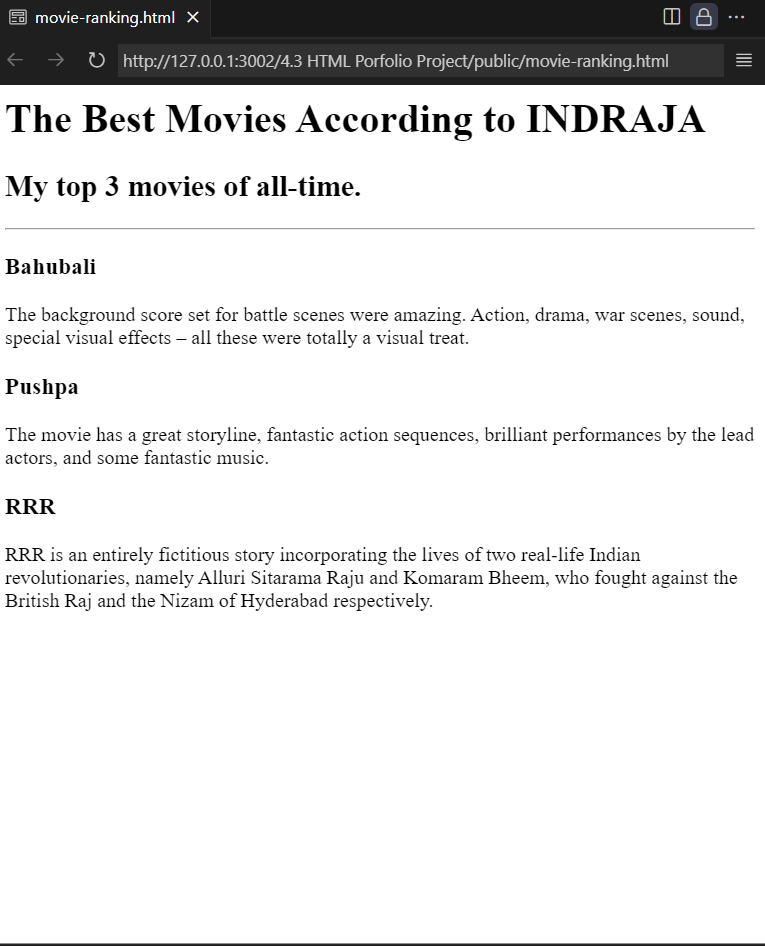 movie-ranking.html
http://127.0.0.1:3002/4.3 HTML Porfolio Project/public/movie-ranking.html
The Best Movies According to INDRAJA
My top 3 movies of all-time.
Bahubali
The background score set for battle scenes were amazing. Action, drama, war scenes, sound,
special visual effects – all these were totally a visual treat.
Pushpa
The movie has a great storyline, fantastic action sequences, brilliant performances by the lead
actors, and some fantastic music.
RRR
RRR is an entirely fictitious story incorporating the lives of two real-life Indian
revolutionaries, namely Alluri Sitarama Raju and Komaram Bheem, who fought against the
British Raj and the Nizam of Hyderabad respectively.